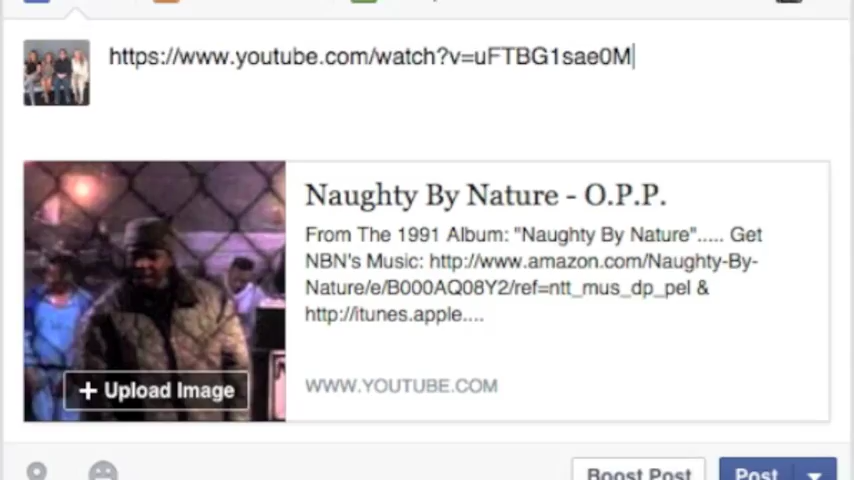 https://www.youtube.com/watch?v=uFTBG1sae0M
Naughty By Nature - O.P.P.
From The 1991 Album: "Naughty By Nature"..... Get
NBN's Music: http://www.amazon.com/Naughty-By-
Nature/e/B000AQ08Y2/ref=ntt_mus_dp_pel &
http://itunes.apple....
+ Upload Image
WWW.YOUTUBE.COM
Boost Post
Post